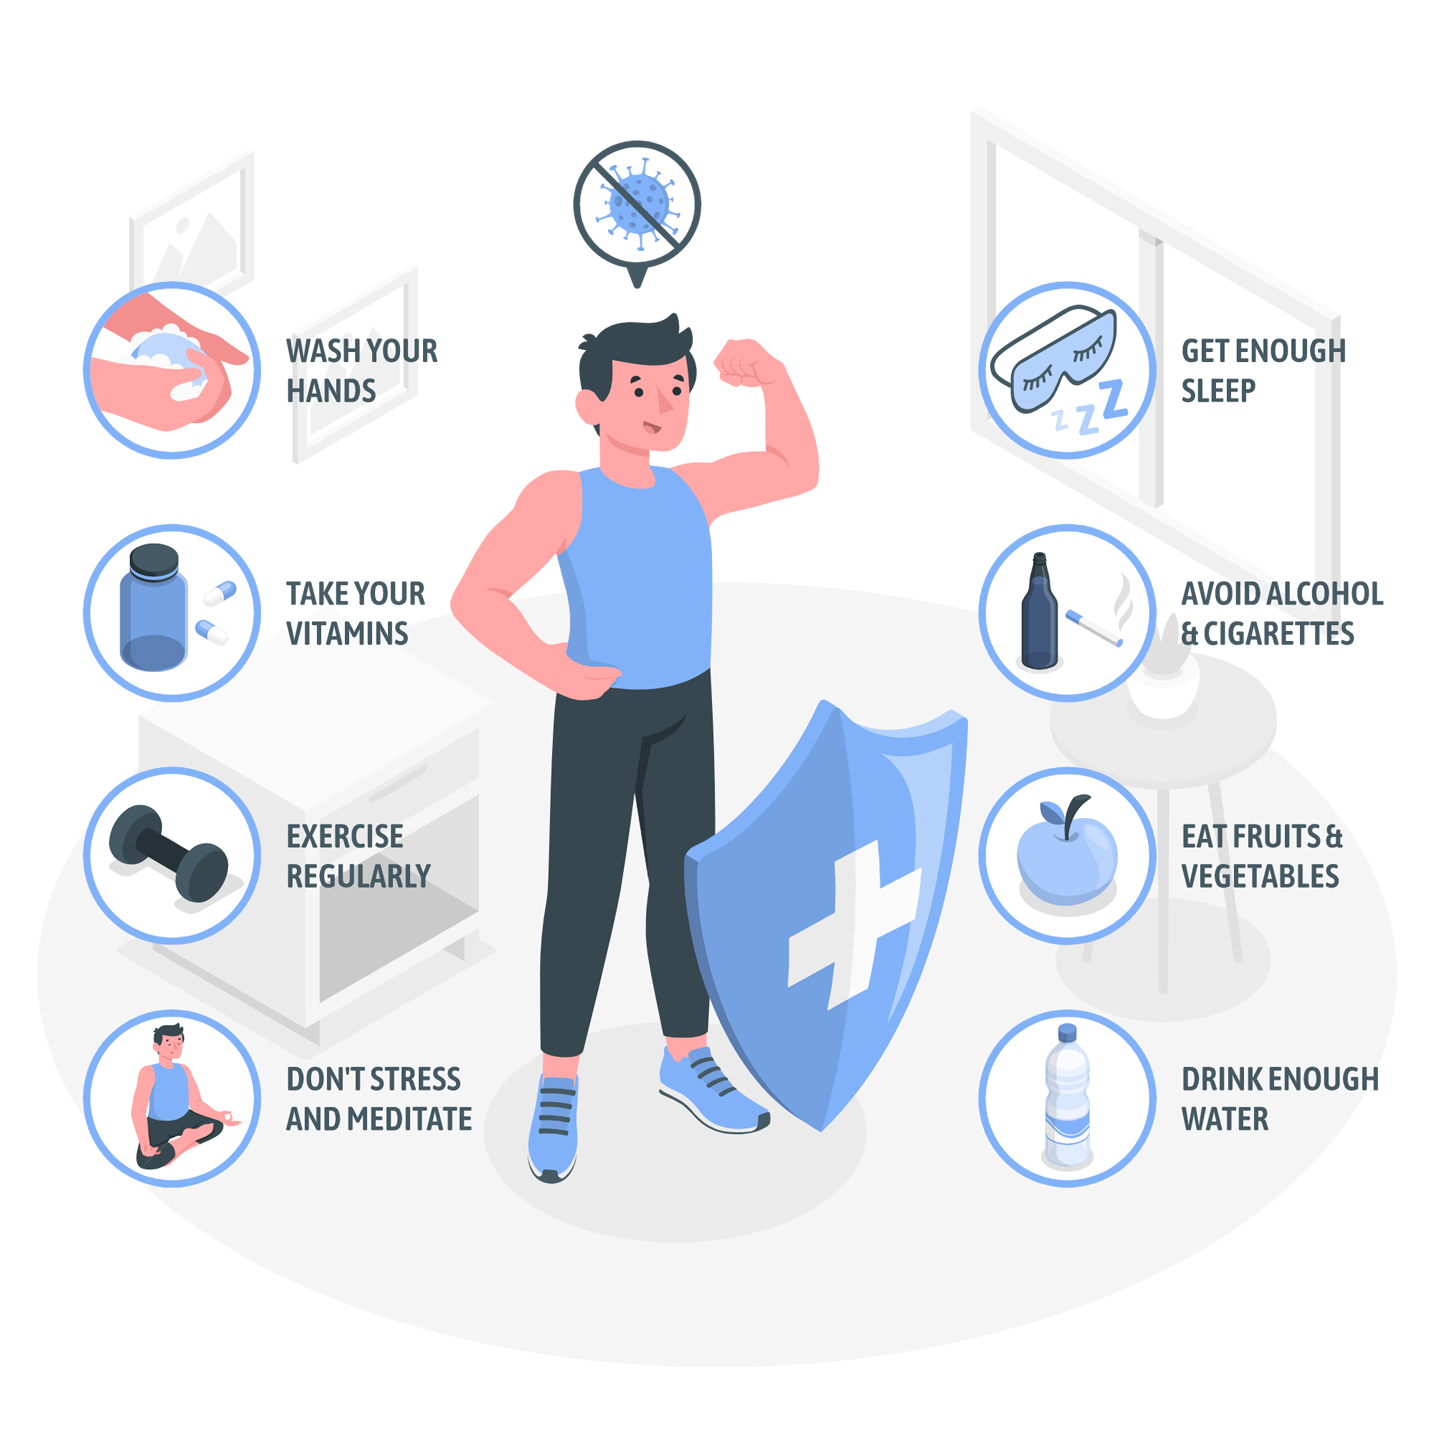 WASH YOUR
HANDS
TAKE YOUR
VITAMINS
EXERCISE
REGULARLY
DON'T STRESS
AND MEDITATE
z z Z
GET ENOUGH
SLEEP
AVOID ALCOHOL
& CIGARETTES
EAT FRUITS &
VEGETABLES
DRINK ENOUGH
WATER